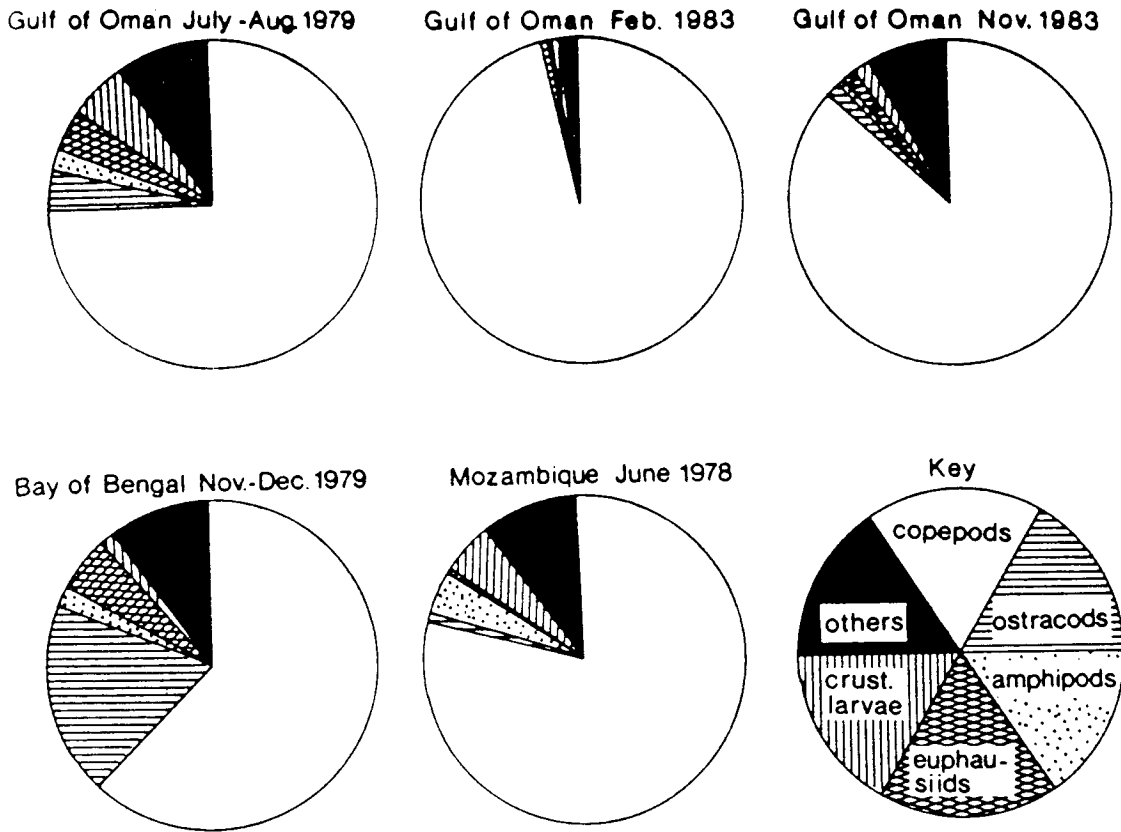 Gulf of Oman July-Aug. 1979
Gulf of Oman Feb. 1983
Gulf of Oman Nov. 1983
Bay of Bengal Nov.-Dec. 1979
Mozambique June 1978
Key
copepods
others
ostracods
crust.
larvae
amphipods
euphau-
siids